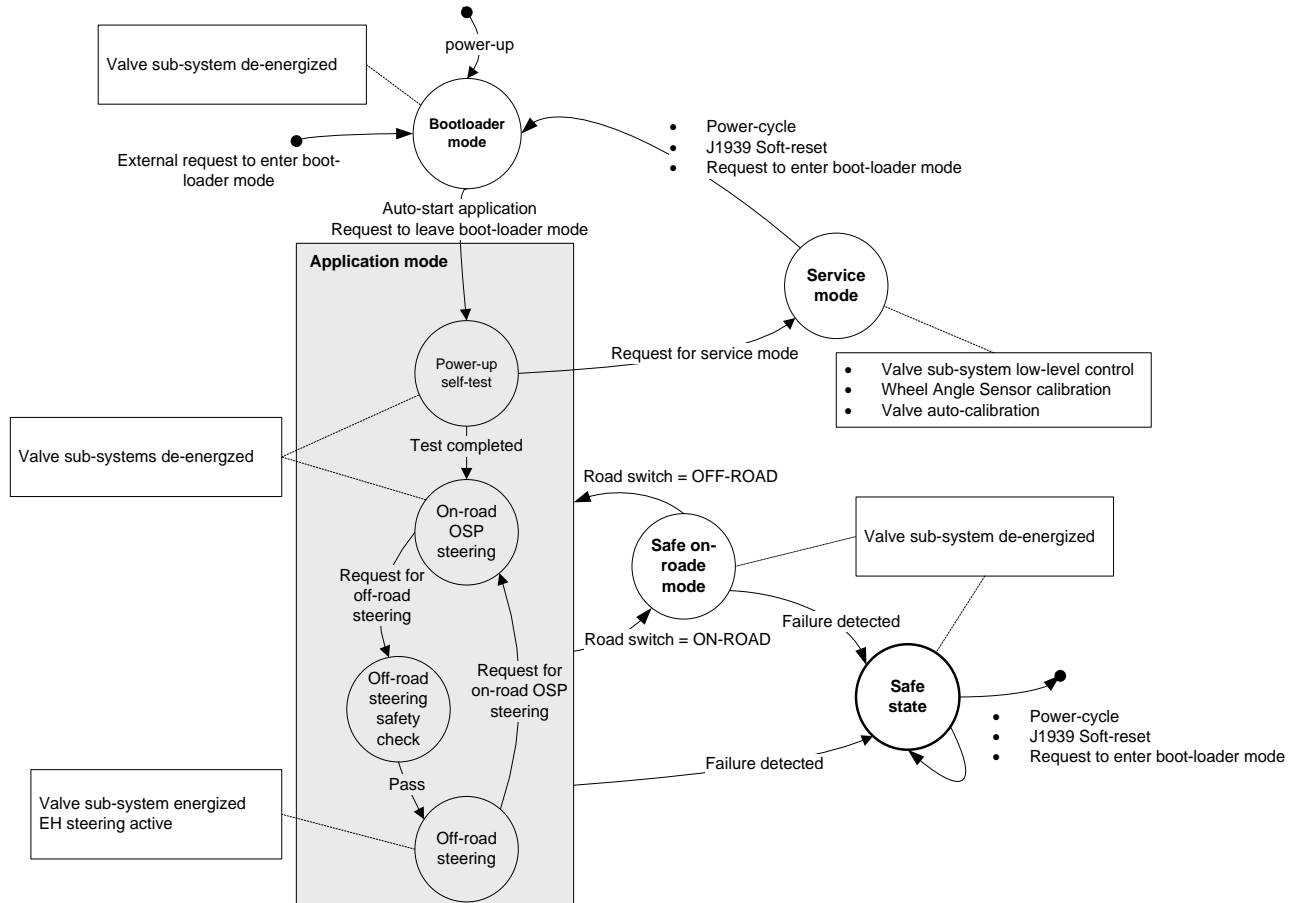 power-up
Valve sub-system de-energized
Bootloader
mode
External request to enter boot-
loader mode
• Power-cycle
• J1939 Soft-reset
• Request to enter boot-loader mode
Auto-start application
Request to leave boot-loader mode
Application mode
Service
mode
Power-up
self-test
Request for service mode
• Valve sub-system low-level control
• Wheel Angle Sensor calibration
• Valve auto-calibration
Valve sub-systems de-energzed
Test completed
Road switch = OFF-ROAD
On-road
OSP
steering
Safe on-
roade
mode
Valve sub-system de-energized
Request for
off-road
steering
Road switch = ON-ROAD
Failure detected
Request for
on-road OSP
steering
Off-road
steering
safety
check
Safe
state
• Power-cycle
• J1939 Soft-reset
• Request to enter boot-loader mode
Failure detected
Pass
Valve sub-system energized
EH steering active
Off-road
steering